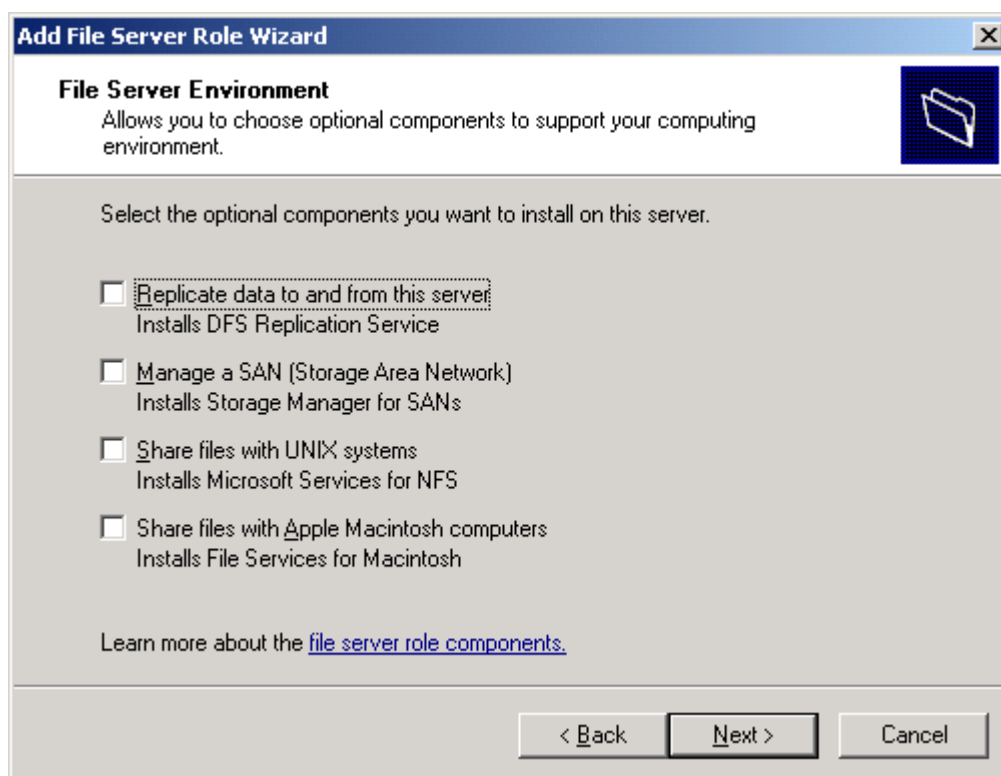 Add File Server Role Wizard
File Server Environment
Allows you to choose optional components to support your computing
environment.
Select the optional components you want to install on this server.
Replicate data to and from this server
Installs DFS Replication Service
Manage a SAN (Storage Area Network)
Installs Storage Manager for SANs
Share files with UNIX systems
Installs Microsoft Services for NFS
Share files with Apple Macintosh computers
Installs File Services for Macintosh
Learn more about the file server role components.
< Back Next > Cancel